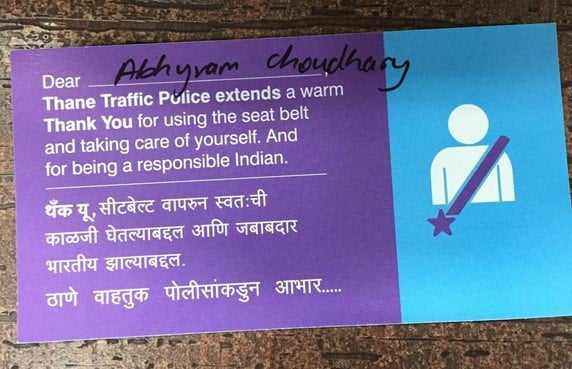 Dear Abhyram Choudhary,
Thane Traffic Police extends a warm
Thank You for using the seat belt
and taking care of yourself. And
for being a responsible Indian.
थँक यू, सीटबेल्ट वापरुन स्वतःची
काळजी घेतल्याबद्दल आणि जबाबदार
भारतीय झाल्याबद्दल.
ठाणे वाहतुक पोलीसांकडुन आभार.....